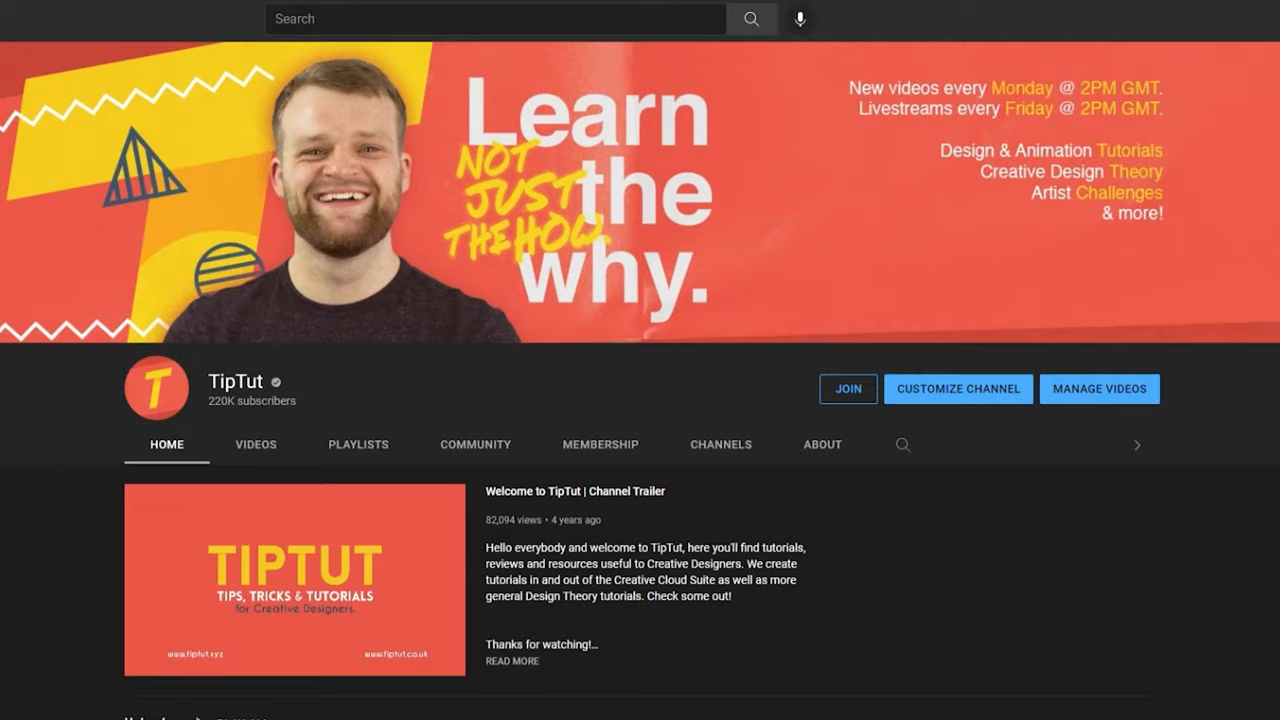 Search
Learn
NOT
JUST
the
THE HOW.
why.
New videos every Monday @ 2PM GMT.
Livestreams every Friday @ 2PM GMT.
Design & Animation Tutorials
Creative Design Theory
Artist Challenges
& more!
T
TipTut
220K subscribers
JOIN
CUSTOMIZE CHANNEL
MANAGE VIDEOS
HOME
VIDEOS
PLAYLISTS
COMMUNITY
MEMBERSHIP
CHANNELS
ABOUT
TIPTUT
TIPS, TRICKS & TUTORIALS
for Creative Designers.
www.tiptut.xyz
www.tiptut.co.uk
Welcome to TipTut | Channel Trailer
82,094 views • 4 years ago
Hello everybody and welcome to TipTut, here you'll find tutorials,
reviews and resources useful to Creative Designers. We create
tutorials in and out of the Creative Cloud Suite as well as more
general Design Theory tutorials. Check some out!
Thanks for watching!...
READ MORE